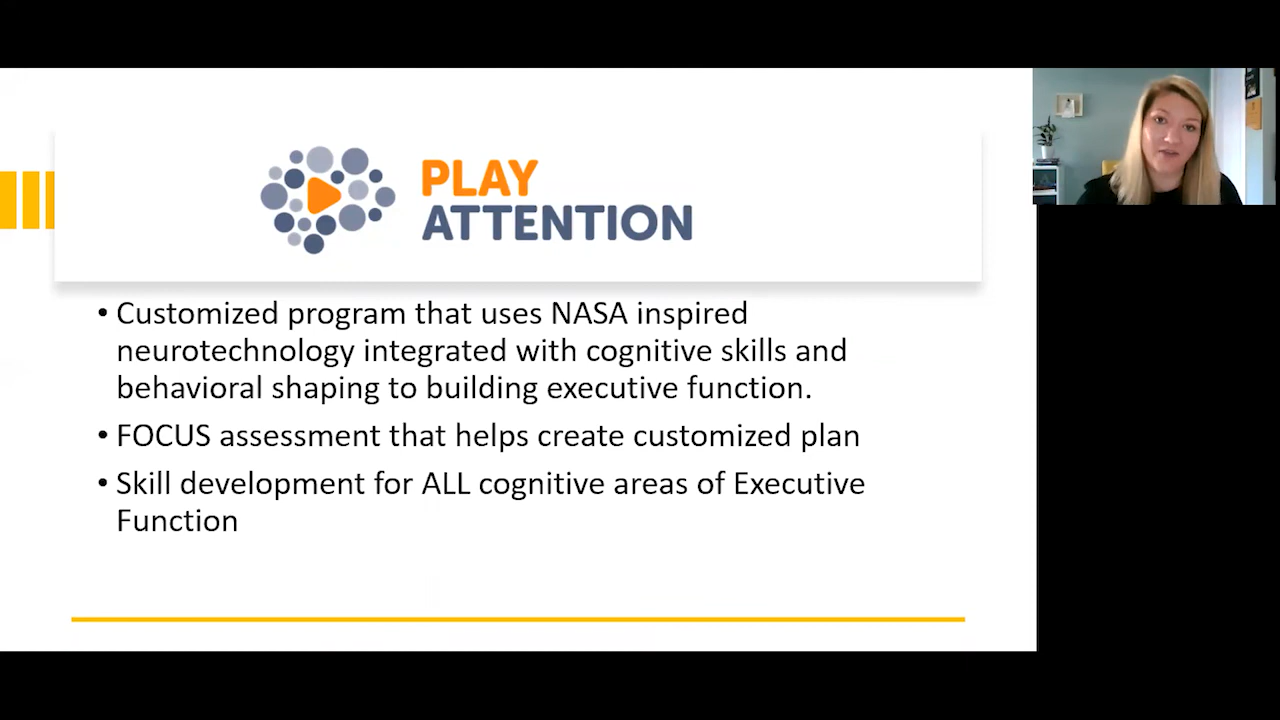 PLAY
ATTENTION
• Customized program that uses NASA inspired
neurotechnology integrated with cognitive skills and
behavioral shaping to building executive function.
• FOCUS assessment that helps create customized plan
• Skill development for ALL cognitive areas of Executive
Function